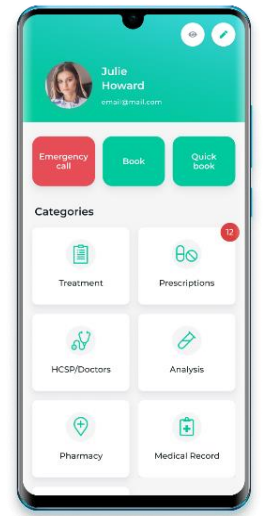 Julie
Howard
email@mail.com
Emergency
call
Book
Quick
book
Categories
12
Treatment
Prescriptions
HCSP/Doctors
Analysis
Pharmacy
Medical Record